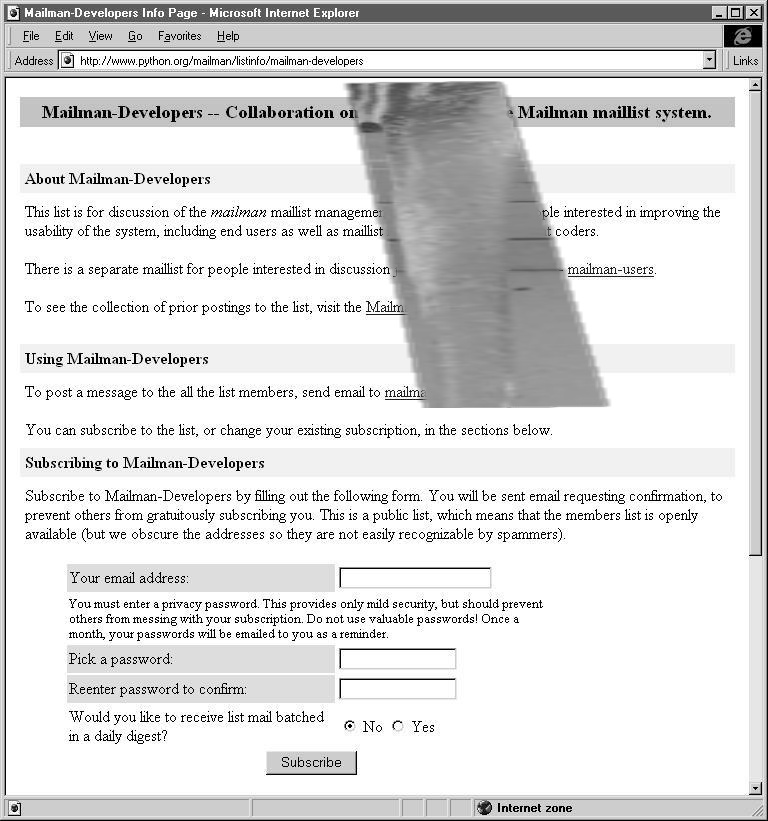 Mailman-Developers Info Page - Microsoft Internet Explorer
File Edit View Go Favorites Help
Address http://www.python.org/mailman/listinfo/mailman-developers Links
Mailman-Developers -- Collaboration on Mailman maillist system.
About Mailman-Developers
This list is for discussion of the mailman maillist interested in improving the
usability of the system, including end users as well as maillist coders.
There is a separate maillist for people interested in discussion mailman-users.
To see the collection of prior postings to the list, visit the
Using Mailman-Developers
To post a message to the all the list members, send email to
You can subscribe to the list, or change your existing subscription, in the sections below.
Subscribing to Mailman-Developers
Subscribe to Mailman-Developers by filling out the following form. You will be sent email requesting confirmation, to
prevent others from gratuitously subscribing you. This is a public list, which means that the members list is openly
available (but we obscure the addresses so they are not easily recognizable by spammers).
Your email address:
You must enter a privacy password. This provides only mild security, but should prevent
others from messing with your subscription. Do not use valuable passwords! Once a
month, your passwords will be emailed to you as a reminder.
Pick a password:
Reenter password to confirm:
Would you like to receive list mail batched
in a daily digest?
No Yes
Subscribe
Internet zone